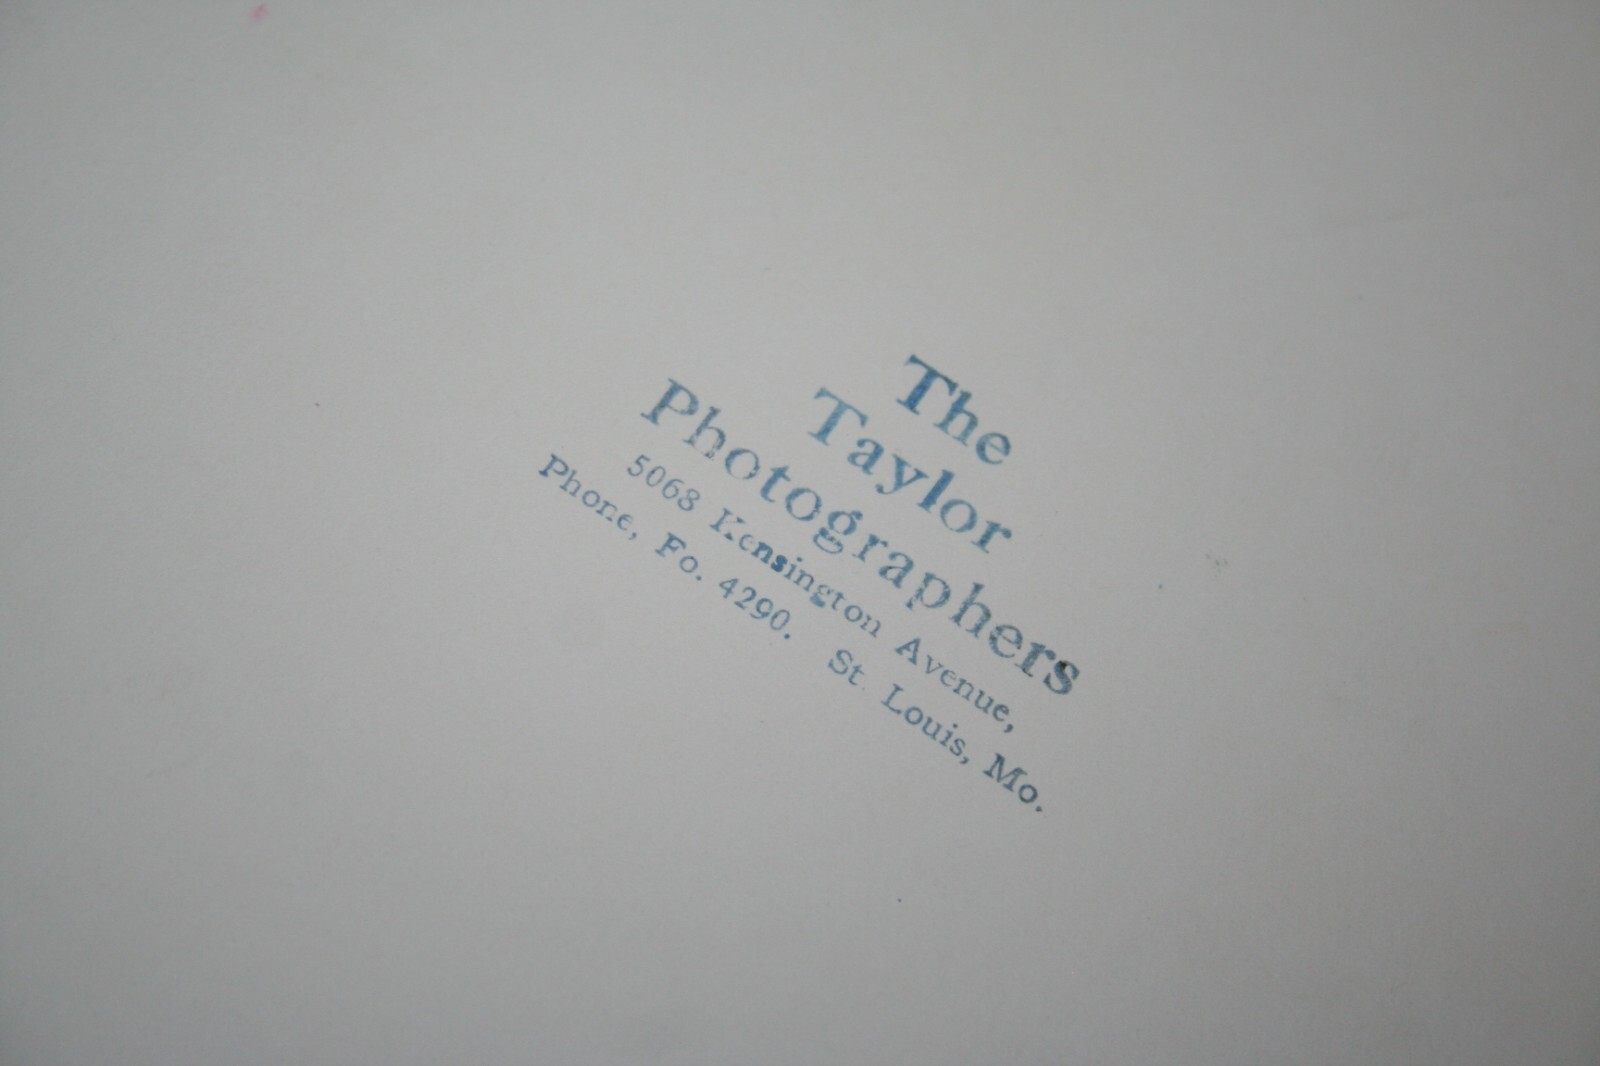 The
Taylor
Photographers
5068 Kensington Avenue,
Phone, Fo. 4290. St. Louis, Mo.